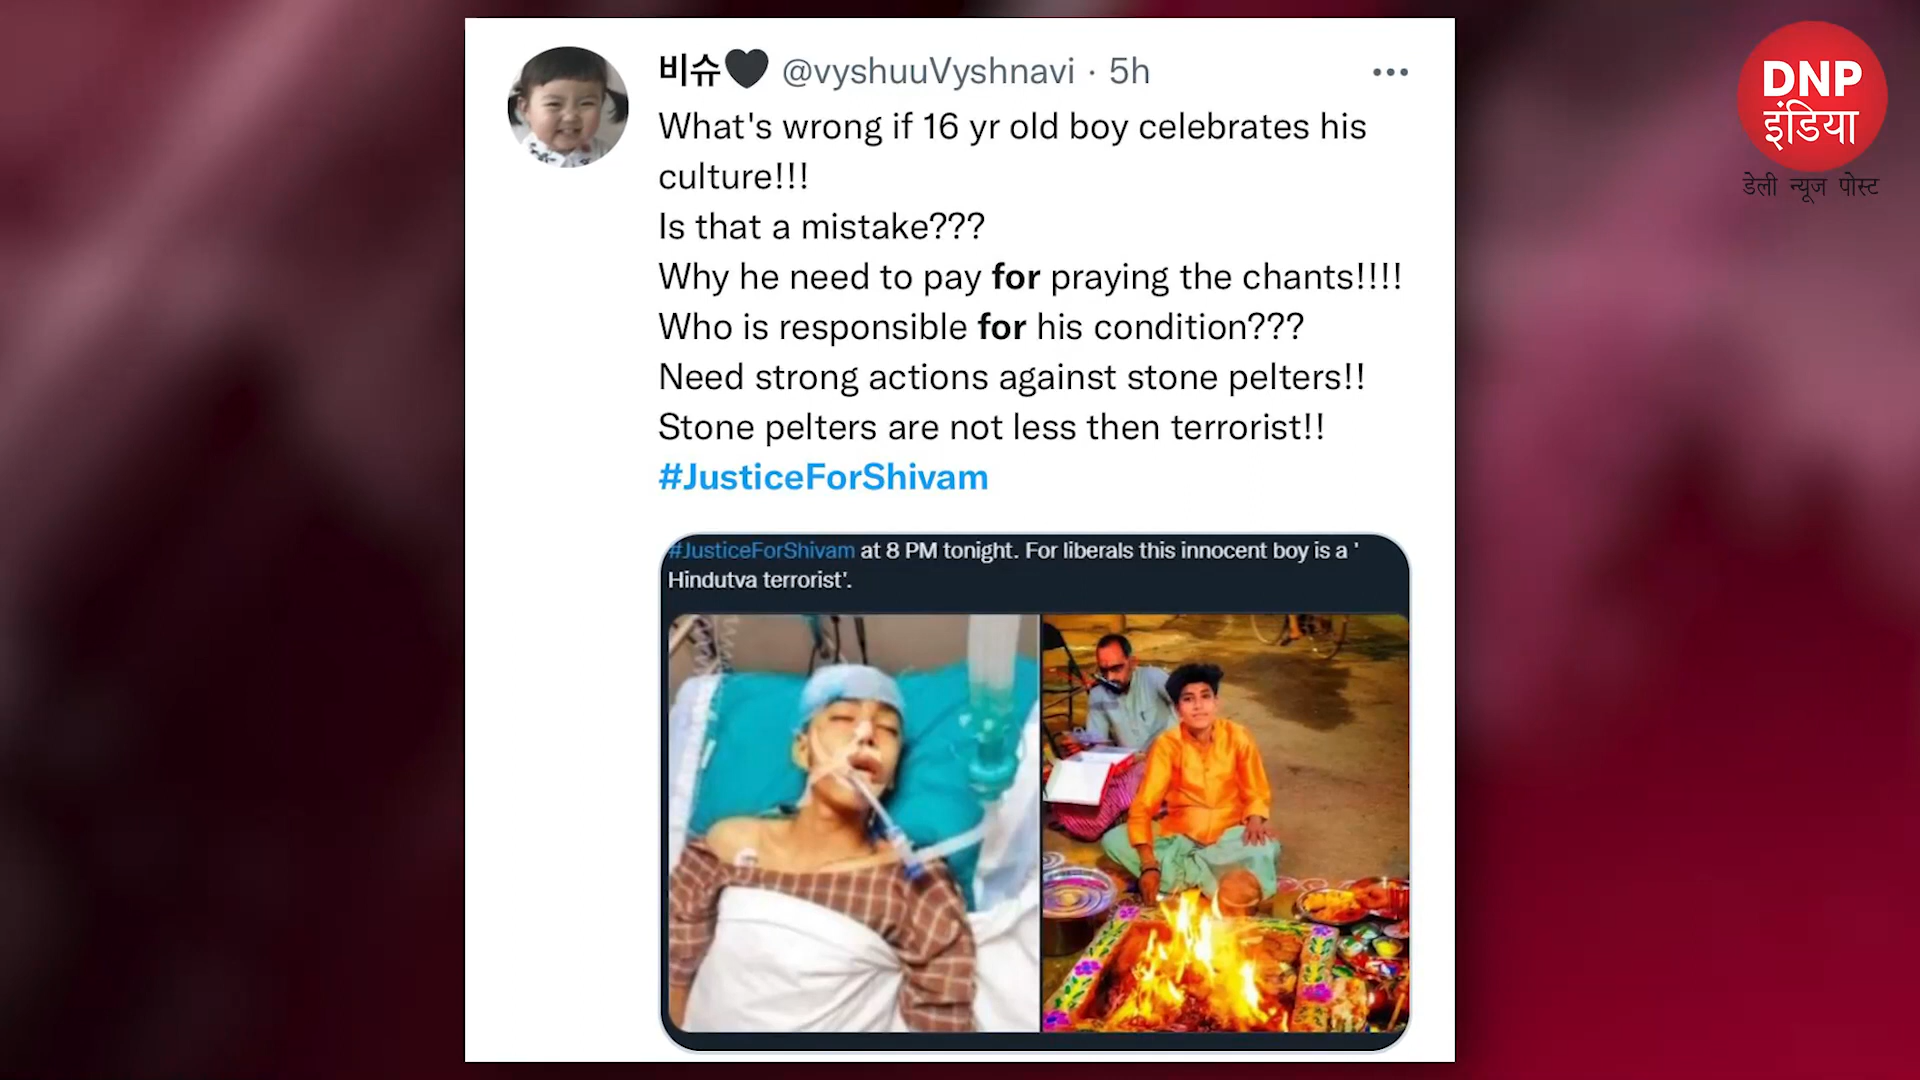 비슈🖤 @vyshuuVyshnavi · 5h
What's wrong if 16 yr old boy celebrates his
culture!!!
Is that a mistake???
Why he need to pay for praying the chants!!!!
Who is responsible for his condition???
Need strong actions against stone pelters!!
Stone pelters are not less then terrorist!!
#JusticeForShivam
#JusticeForShivam at 8 PM tonight. For liberals this innocent boy is a '
Hindutva terrorist'.
DNP
इंडिया
डेली न्यूज पोस्ट